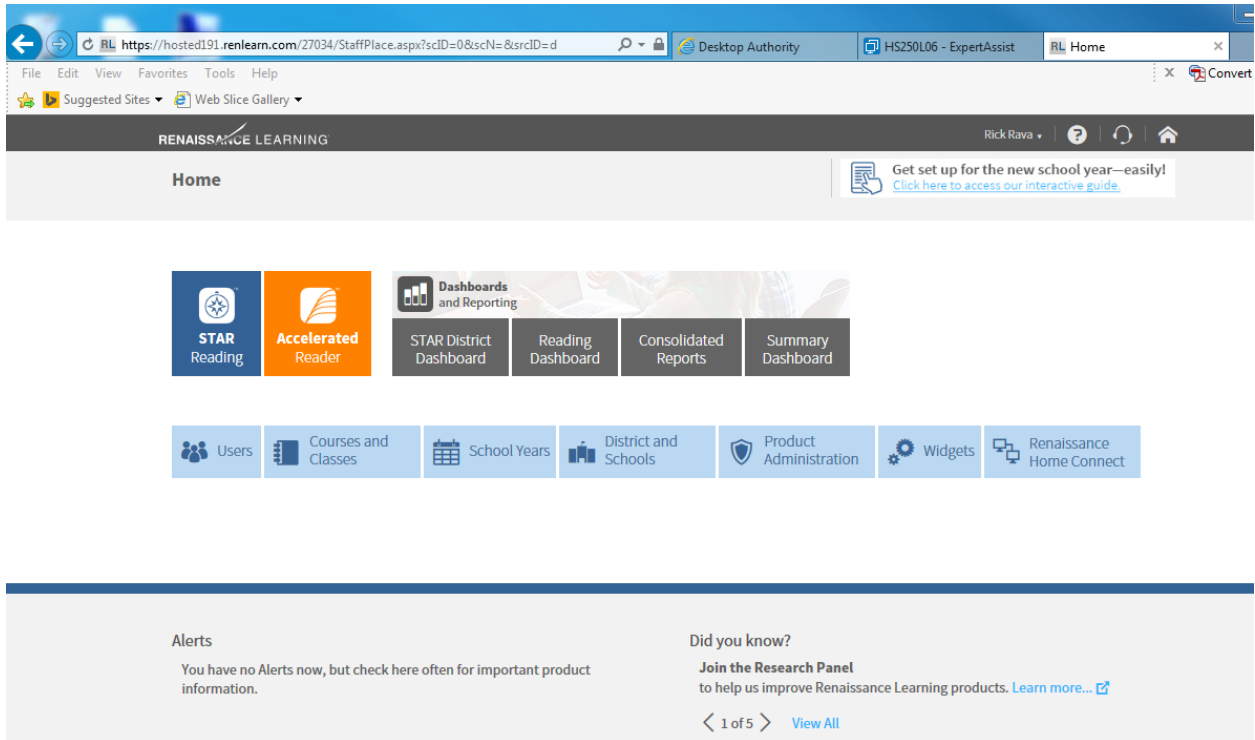 https://hosted191.renlearn.com/27034/StaffPlace.aspx?scID=0&scN=&srcID=d
Desktop Authority
HS250L06 - ExpertAssist
RL Home
File Edit View Favorites Tools Help
Convert
Suggested Sites
Web Slice Gallery
RENAISSANCE LEARNING
Rick Rava
Home
Get set up for the new school year—easily!
Click here to access our interactive guide.
STAR
Reading
Accelerated
Reader
Dashboards
and Reporting
STAR District
Dashboard
Reading
Dashboard
Consolidated
Reports
Summary
Dashboard
Users
Courses and
Classes
School Years
District and
Schools
Product
Administration
Widgets
Renaissance
Home Connect
Alerts
You have no Alerts now, but check here often for important product
information.
Did you know?
Join the Research Panel
to help us improve Renaissance Learning products. Learn more...
1 of 5
View All